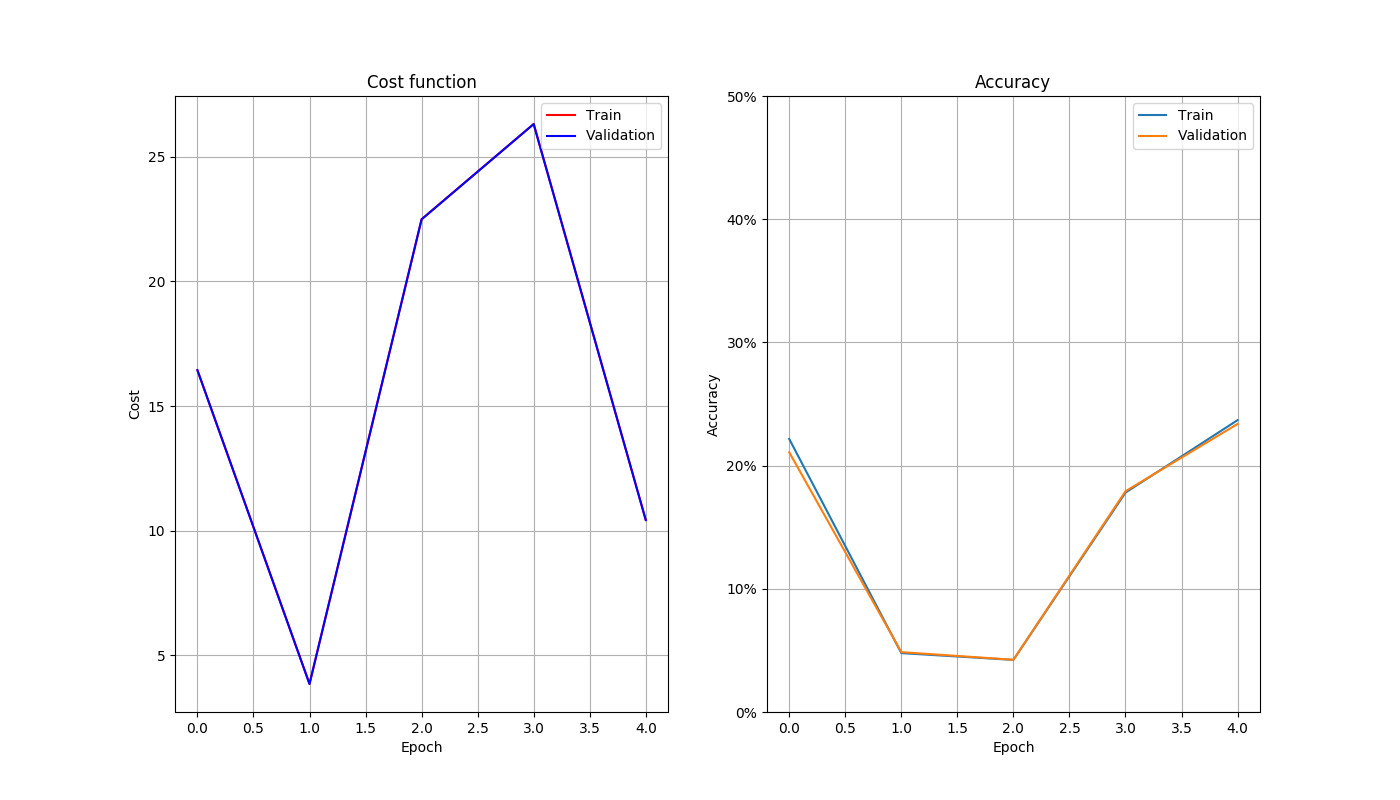 Cost function
Train
Validation
25
20
15
10
5
Cost
0.0 0.5 1.0 1.5 2.0 2.5 3.0 3.5 4.0
Epoch
Accuracy
Train
Validation
50%
40%
30%
20%
10%
0%
Accuracy
0.0 0.5 1.0 1.5 2.0 2.5 3.0 3.5 4.0
Epoch